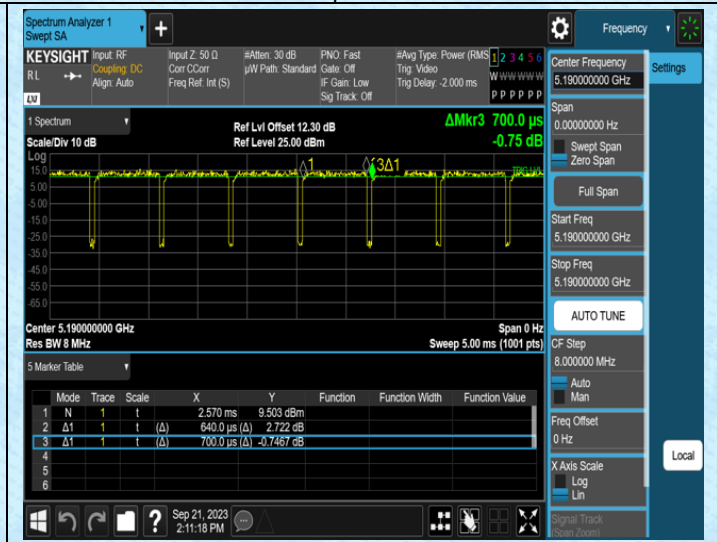 Spectrum Analyzer 1
Swept SA
+
Frequency
KEYSIGHT
RL
LXI
Input: RF
Coupling: DC
Align: Auto
Input Z: 50 Ω
Corr CCorr
Freq Ref: Int (S)
#Atten: 30 dB
µW Path: Standard
PNO: Fast
Gate: Off
IF Gain: Low
Sig Track: Off
#Avg Type: Power (RMS
Trig: Video
Trig Delay: -2.000 ms
1 2 3 4 5 6
W W W W W W
P P P P P P
Center Frequency
5.190000000 GHz
Settings
Span
0.00000000 Hz
Swept Span
Zero Span
Full Span
Start Freq
5.190000000 GHz
Stop Freq
5.190000000 GHz
AUTO TUNE
CF Step
8.000000 MHz
Auto
Man
Freq Offset
0 Hz
X Axis Scale
Log
Lin
Signal Track
(Span Zoom)
Local
1 Spectrum
Scale/Div 10 dB
Log
Ref Lvl Offset 12.30 dB
Ref Level 25.00 dBm
ΔMkr3 700.0 µs
-0.75 dB
15.0
5.00
-5.00
-15.0
-25.0
-35.0
-45.0
-55.0
-65.0
1
3Δ1
TRIG LVL
Center 5.190000000 GHz
Res BW 8 MHz
Span 0 Hz
Sweep 5.00 ms (1001 pts)
5 Marker Table
Mode Trace Scale X Y Function Function Width Function Value
1 N 1 t 2.570 ms 9.503 dBm
2 Δ1 1 t (Δ) 640.0 µs (Δ) 2.722 dB
3 Δ1 1 t (Δ) 700.0 µs (Δ) -0.7467 dB
4
5
6
?
Sep 21, 2023
2:11:18 PM